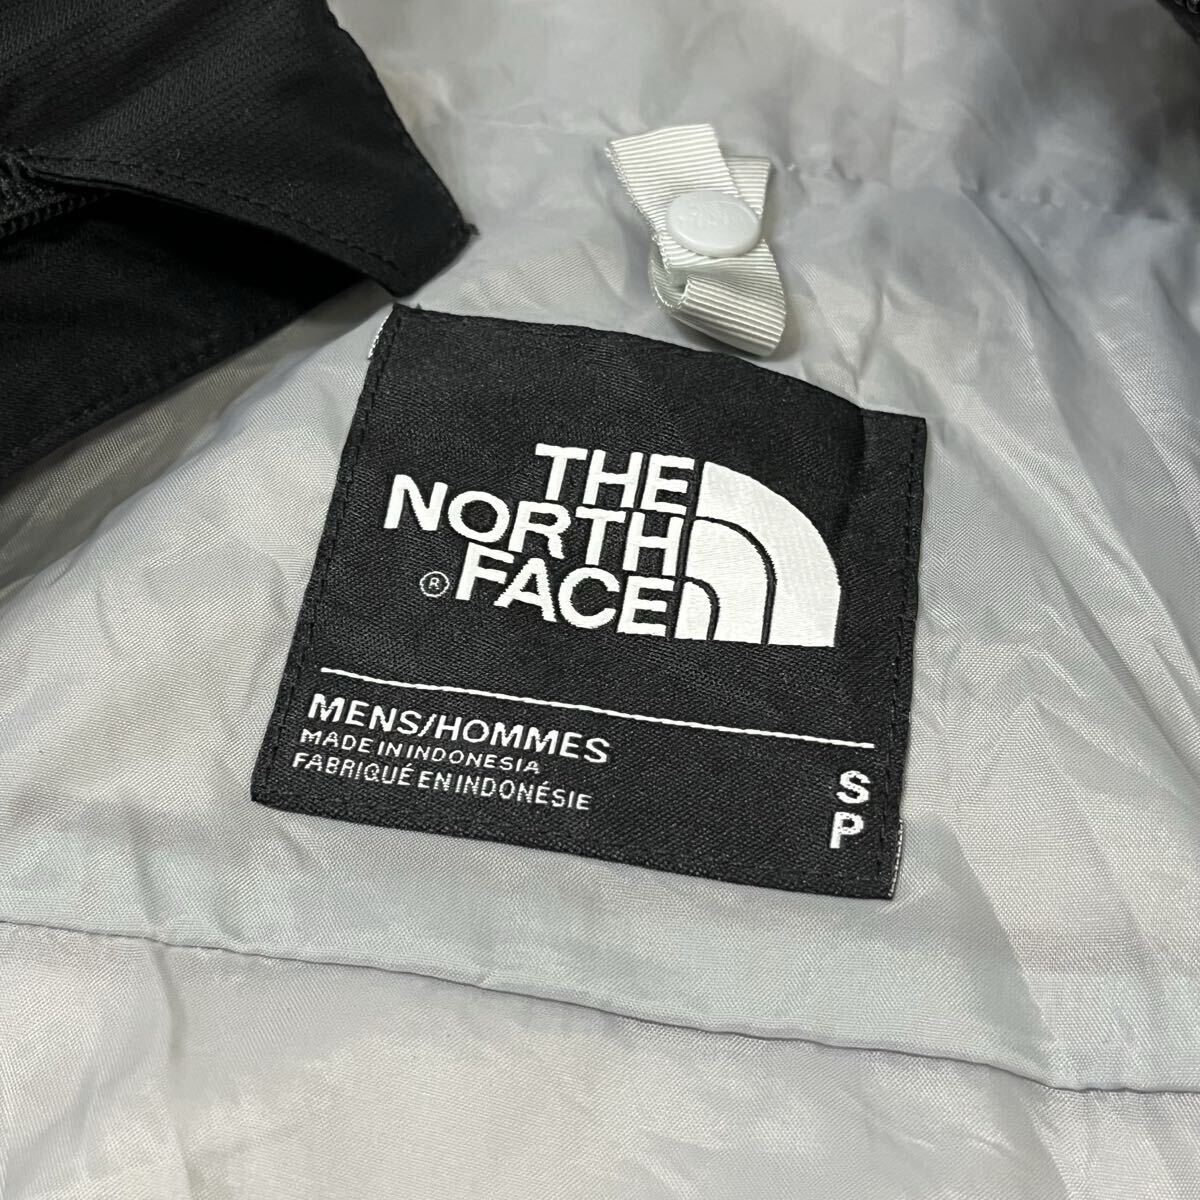 THE
NORTH
® FACE
MENS/HOMMES
MADE IN INDONESIA
FABRIQUÉ EN INDONÉSIE
S
P